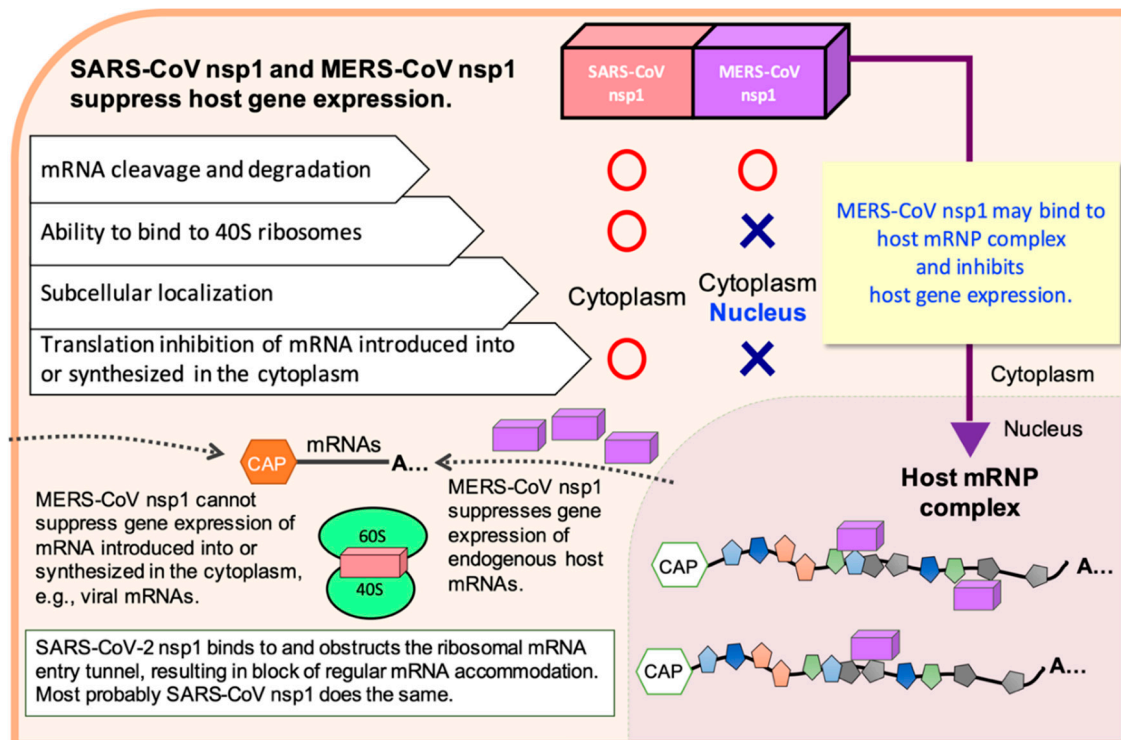 SARS-CoV nsp1 and MERS-CoV nsp1
suppress host gene expression.
SARS-CoV
nsp1
MERS-CoV
nsp1
mRNA cleavage and degradation
Ability to bind to 40S ribosomes
Subcellular localization
Cytoplasm
Cytoplasm
Nucleus
Translation inhibition of mRNA introduced into
or synthesized in the cytoplasm
MERS-CoV nsp1 may bind to
host mRNP complex
and inhibits
host gene expression.
Cytoplasm
Nucleus
Host mRNP
complex
CAP
mRNAs
A...
MERS-CoV nsp1 cannot
suppress gene expression of
mRNA introduced into or
synthesized in the cytoplasm,
e.g., viral mRNAs.
60S
40S
MERS-CoV nsp1
suppresses gene
expression of
endogenous host
mRNAs.
CAP
A...
CAP
A...
SARS-CoV-2 nsp1 binds to and obstructs the ribosomal mRNA
entry tunnel, resulting in block of regular mRNA accommodation.
Most probably SARS-CoV nsp1 does the same.